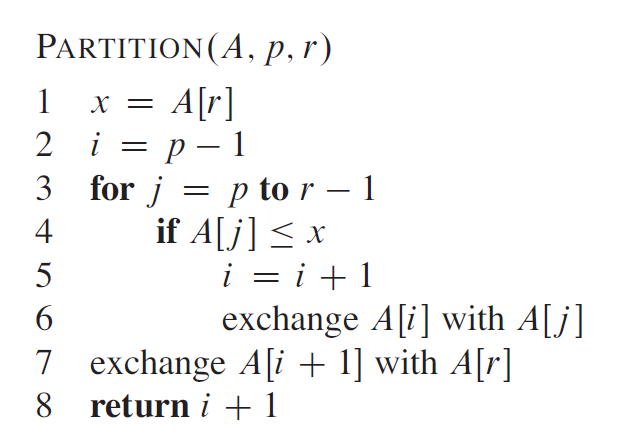 PARTITION(A, p, r)
1 x = A[r]
2 i = p − 1
3 for j = p to r − 1
4 if A[j] ≤ x
5 i = i + 1
6 exchange A[i] with A[j]
7 exchange A[i + 1] with A[r]
8 return i + 1